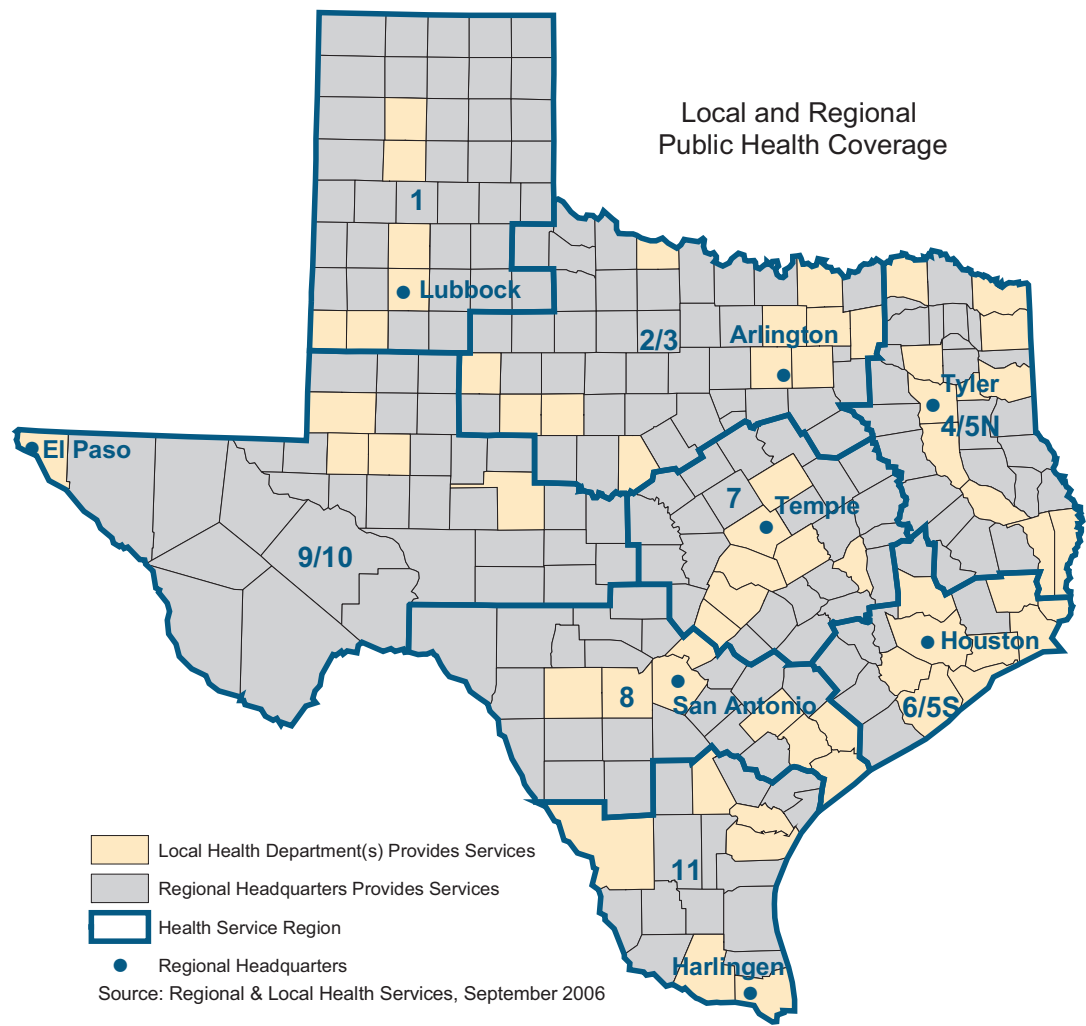 Local and Regional
Public Health Coverage
1
Lubbock
2/3
Arlington
Tyler
4/5N
El Paso
7
Temple
9/10
Houston
8
San Antonio
6/5S
11
Harlingen
Local Health Department(s) Provides Services
Regional Headquarters Provides Services
Health Service Region
Regional Headquarters
Source: Regional & Local Health Services, September 2006